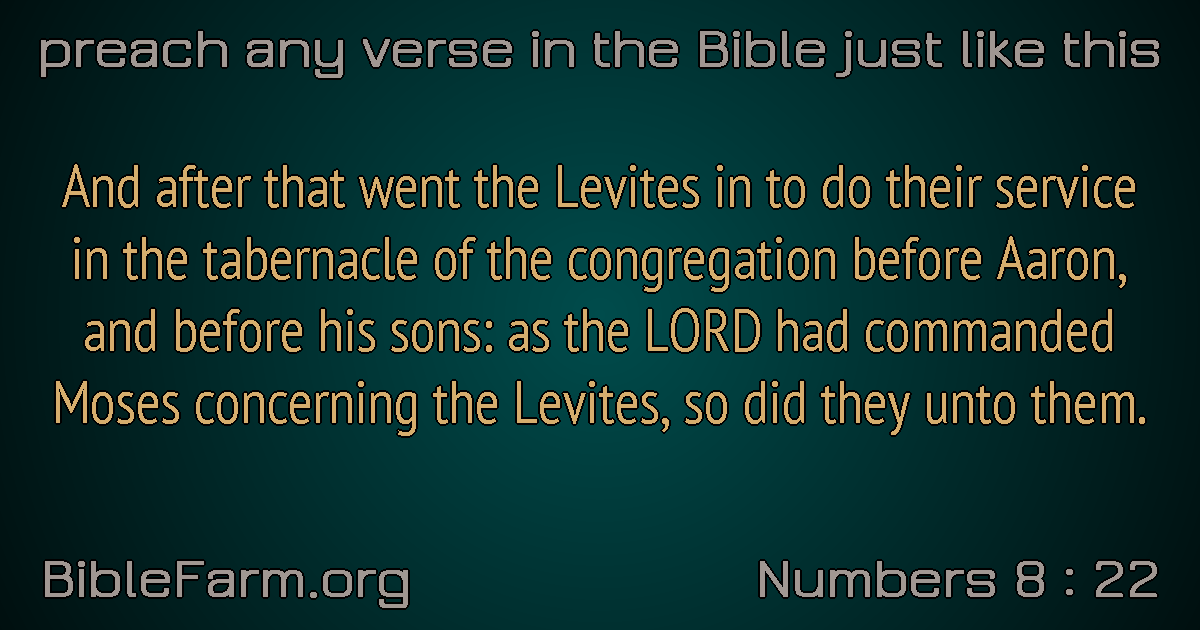 preach any verse in the Bible just like this
And after that went the Levites in to do their service
in the tabernacle of the congregation before Aaron,
and before his sons: as the LORD had commanded
Moses concerning the Levites, so did they unto them.
BibleFarm.org
Numbers 8 : 22